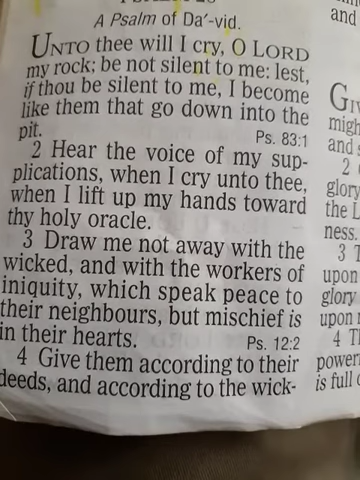 A Psalm of Da′-vid.
UNTO thee will I cry, O LORD
my rock; be not silent to me: lest,
if thou be silent to me, I become
like them that go down into the
pit. Ps. 83:1
2 Hear the voice of my sup-
plications, when I cry unto thee,
when I lift up my hands toward
thy holy oracle.
3 Draw me not away with the
wicked, and with the workers of
iniquity, which speak peace to
their neighbours, but mischief is
in their hearts. Ps. 12:2
4 Give them according to their
deeds, and according to the wick-
and
and s
2
glory
the L
ness.
3 T
upon
glory
upon
4 Th
power
is full